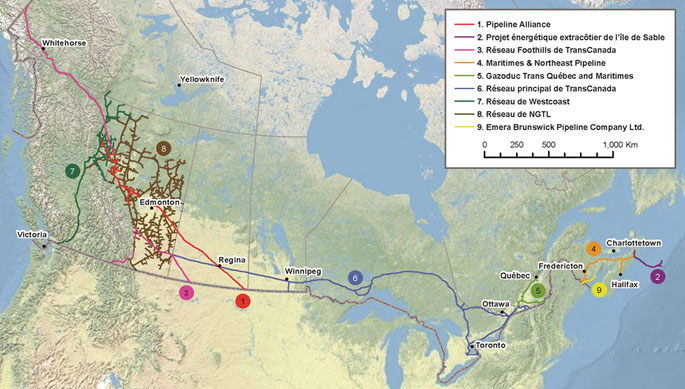 1. Pipeline Alliance
2. Projet énergétique extracôtier de l'île de Sable
3. Réseau Foothills de TransCanada
4. Maritimes & Northeast Pipeline
5. Gazoduc Trans Québec and Maritimes
6. Réseau principal de TransCanada
7. Réseau de Westcoast
8. Réseau de NGTL
9. Emera Brunswick Pipeline Company Ltd.
0 500 1,000 Km
Whitehorse
Yellowknife
8
7
Edmonton
Victoria
Regina
Winnipeg
6
3
1
Charlottetown
4
Fredericton
Québec
2
5
9
Halifax
Ottawa
Toronto